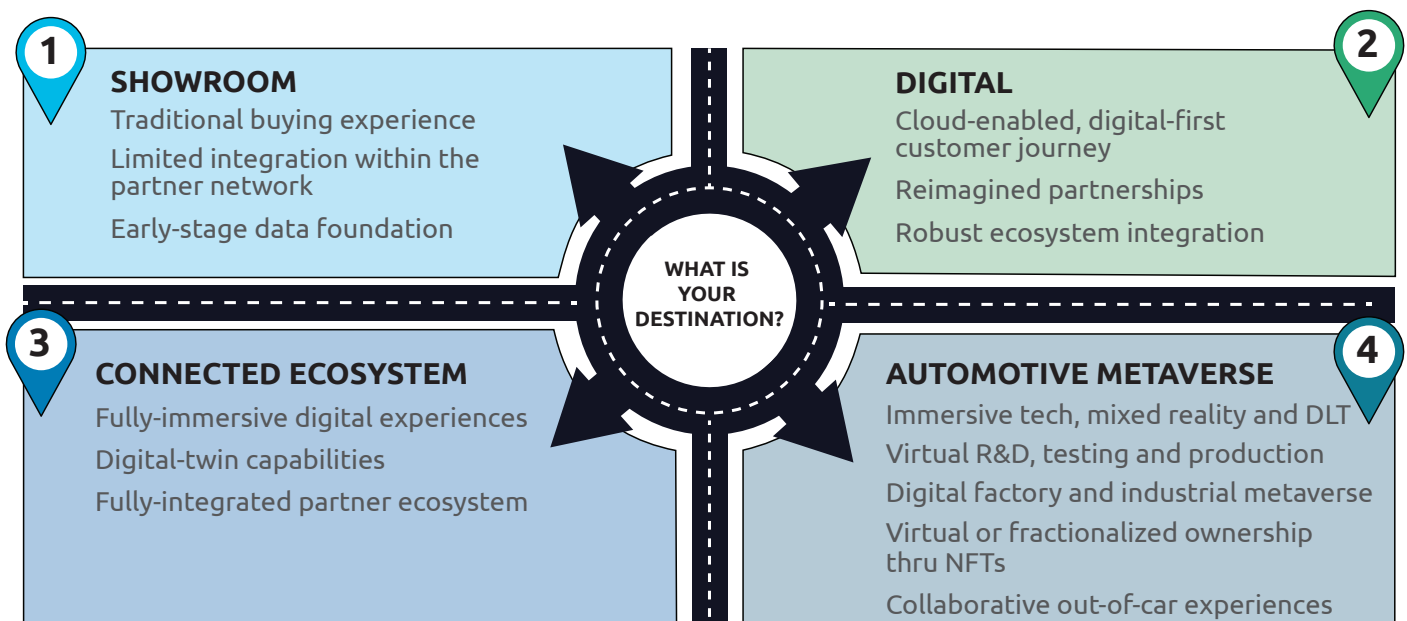 1
SHOWROOM
Traditional buying experience
Limited integration within the
partner network
Early-stage data foundation
2
DIGITAL
Cloud-enabled, digital-first
customer journey
Reimagined partnerships
Robust ecosystem integration
WHAT IS
YOUR
DESTINATION?
3
CONNECTED ECOSYSTEM
Fully-immersive digital experiences
Digital-twin capabilities
Fully-integrated partner ecosystem
4
AUTOMOTIVE METAVERSE
Immersive tech, mixed reality and DLT
Virtual R&D, testing and production
Digital factory and industrial metaverse
Virtual or fractionalized ownership
thru NFTs
Collaborative out-of-car experiences